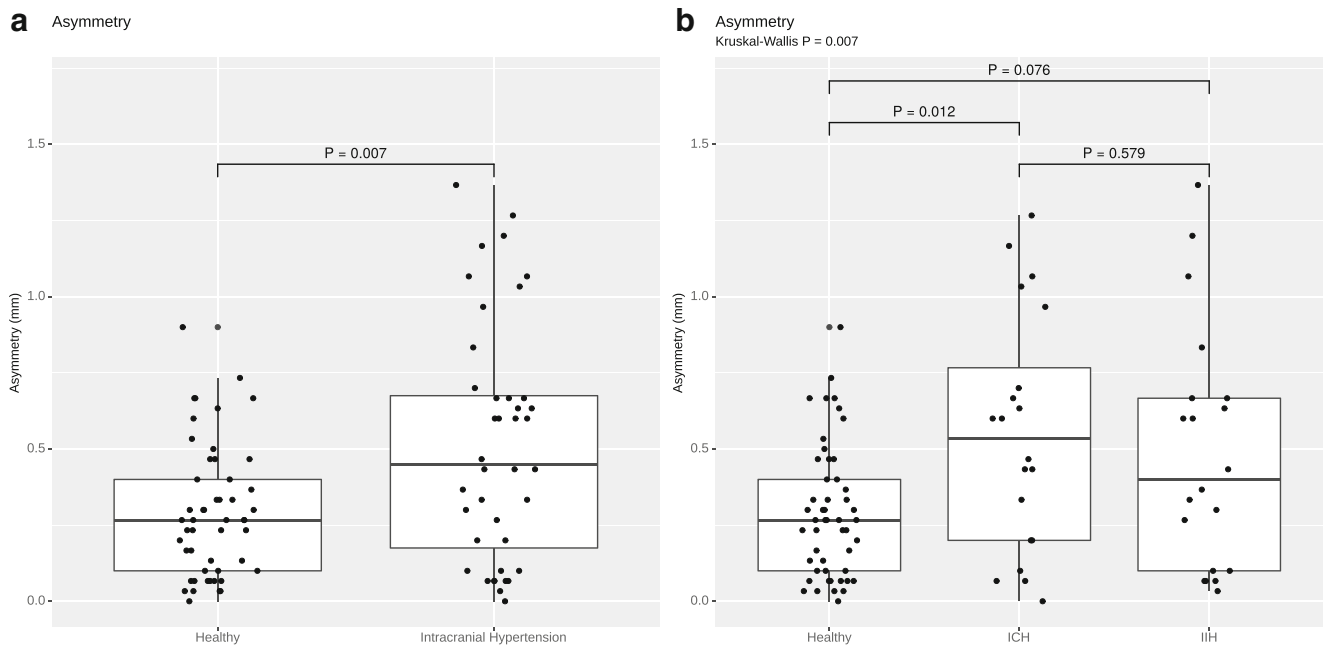 a
Asymmetry
P = 0.007
Asymmetry (mm)
1.5
1.0
0.5
0.0
Healthy
Intracranial Hypertension
b
Asymmetry
Kruskal-Wallis P = 0.007
P = 0.076
P = 0.012
P = 0.579
Asymmetry (mm)
1.5
1.0
0.5
0.0
Healthy
ICH
IIH